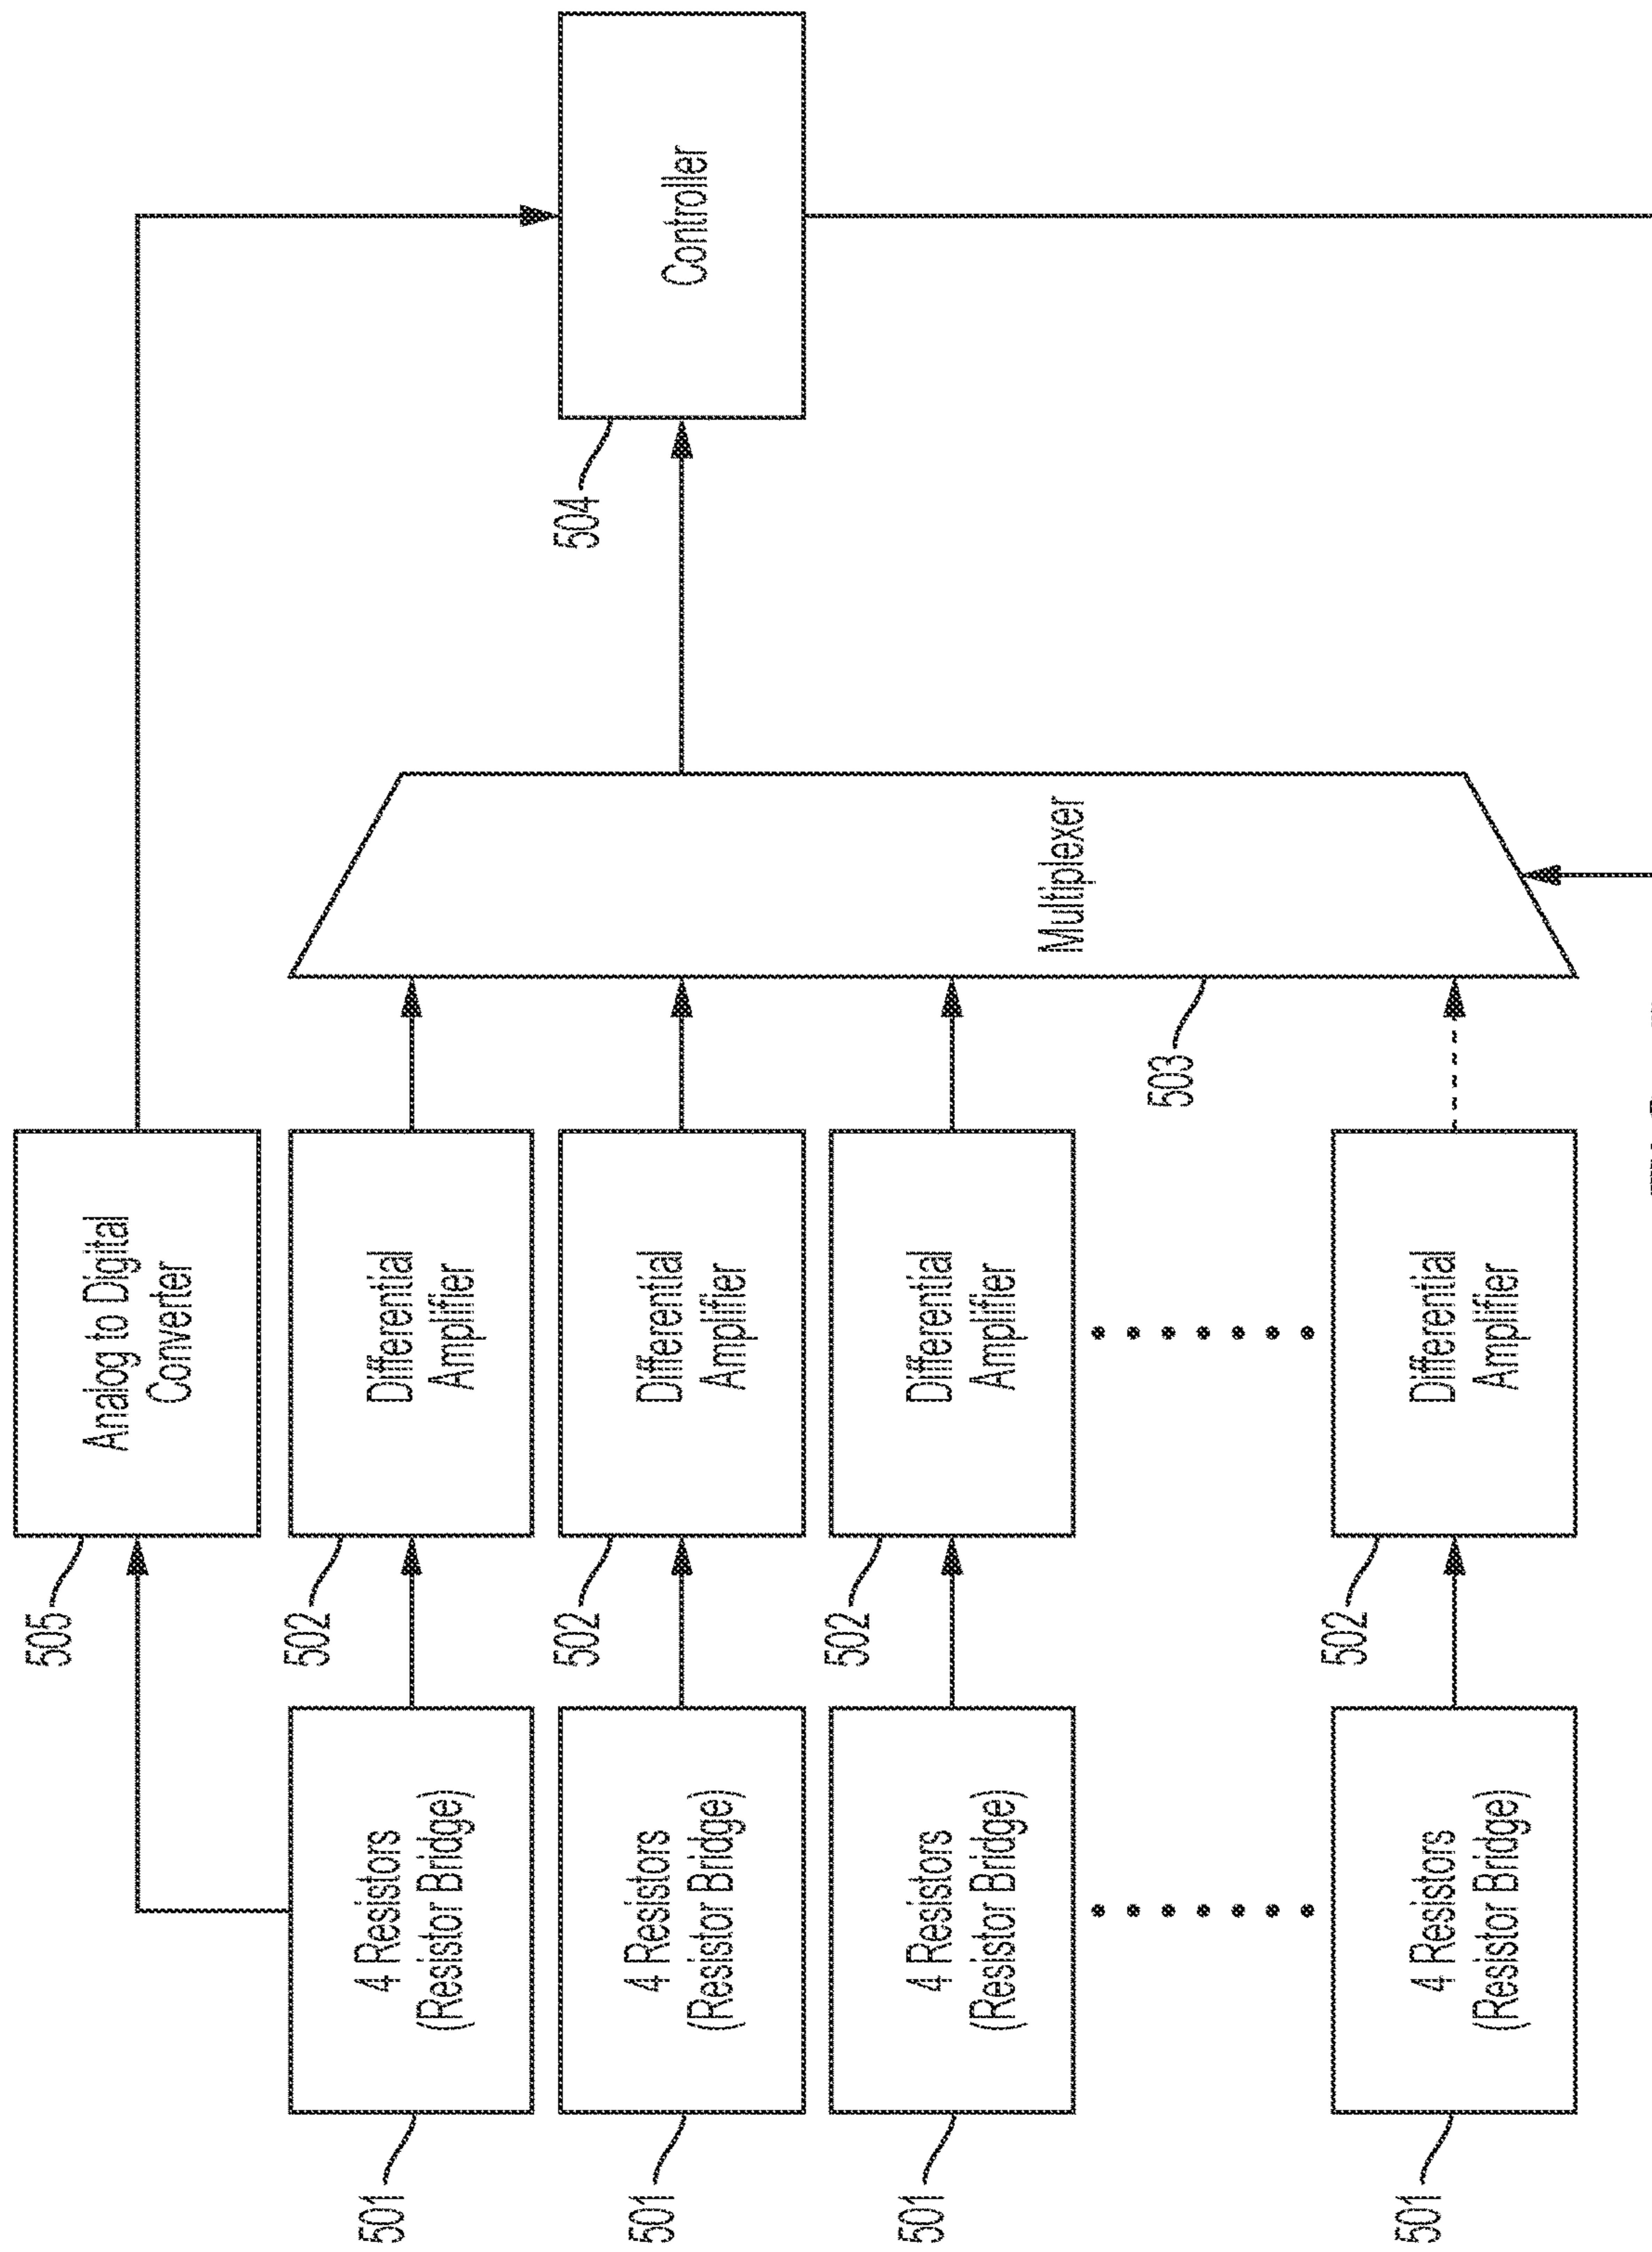 505
Analog to Digital
Converter
501
4 Resistors
(Resistor Bridge)
502
Differential
Amplifier
501
4 Resistors
(Resistor Bridge)
502
Differential
Amplifier
504
Controller
501
4 Resistors
(Resistor Bridge)
502
Differential
Amplifier
503
Multiplexer
501
4 Resistors
(Resistor Bridge)
502
Differential
Amplifier